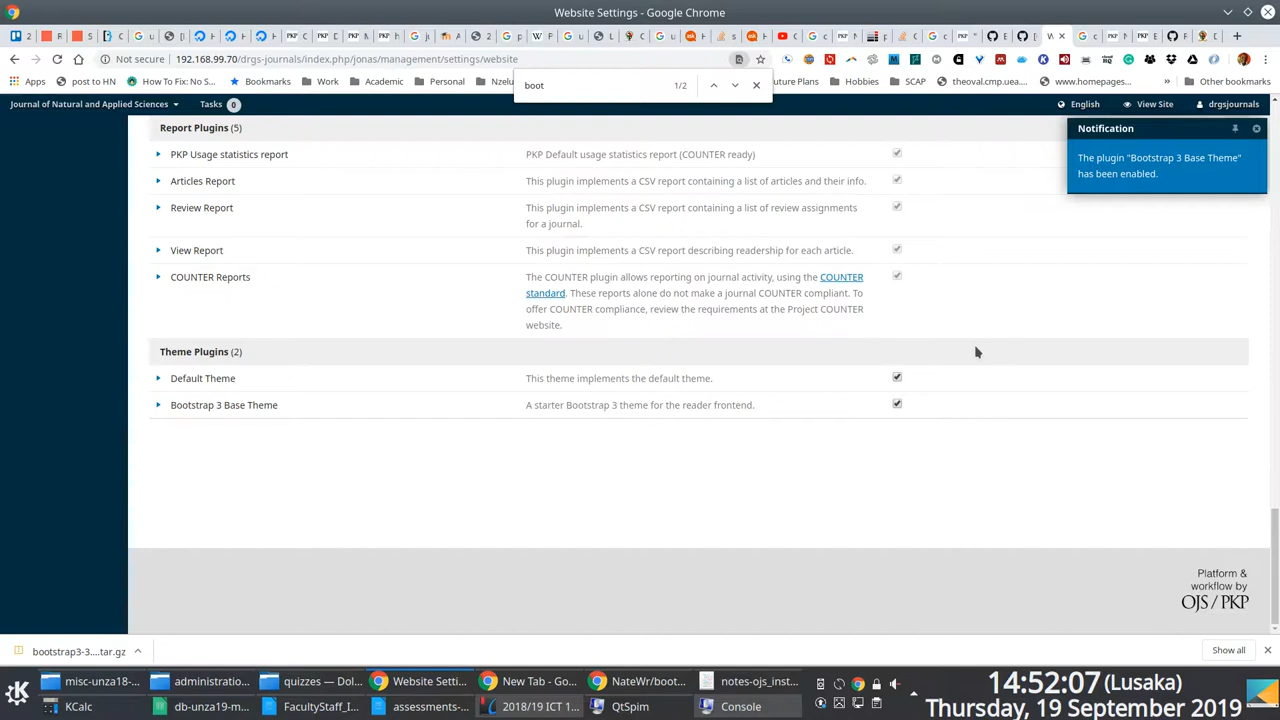 Website Settings - Google Chrome
Not secure 192.168.99.70/drgsjournal/index.php/jonas/management/settings/website
Apps post to HN How To Fix: No S... Bookmarks Work Academic Personal Nzelu
uture Plans Hobbies SCAP theoval.cmp.uea.... www.homepages... Other bookmarks
boot 1/2
Journal of Natural and Applied Sciences Tasks 0 English View Site drgsjournals
Notification
The plugin "Bootstrap 3 Base Theme"
has been enabled.
Report Plugins (5)
PKP Usage statistics report PKP Default usage statistics report (COUNTER ready)
Articles Report This plugin implements a CSV report containing a list of articles and their info.
Review Report This plugin implements a CSV report containing a list of review assignments
for a journal.
View Report This plugin implements a CSV report describing readership for each article.
COUNTER Reports The COUNTER plugin allows reporting on journal activity, using the COUNTER
standard. These reports alone do not make a journal COUNTER compliant. To
offer COUNTER compliance, review the requirements at the Project COUNTER
website.
Theme Plugins (2)
Default Theme This theme implements the default theme.
Bootstrap 3 Base Theme A starter Bootstrap 3 theme for the reader frontend.
Platform &
workflow by
OJS / PKP
bootstrap3-3....tar.gz Show all
misc-unza18-... administratio... quizzes — Dol... Website Setti... New Tab - Go... NateWr/boot... notes-ojs_inst...
KCalc db-unza19-m... FacultyStaff_I... assessments-... 2018/19 ICT 1... QtSpim Console
14:52:07 (Lusaka)
Thursday, 19 September 2019